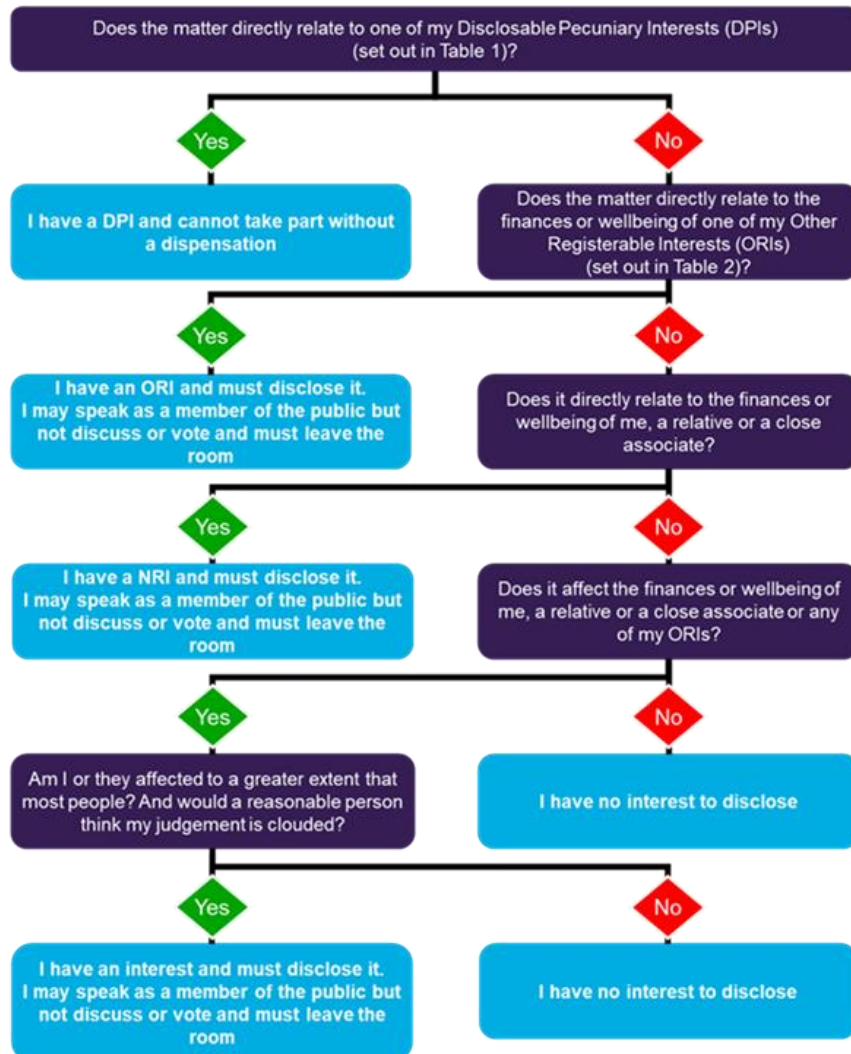 Does the matter directly relate to one of my Disclosable Pecuniary Interests (DPIs)
(set out in Table 1)?
Yes
No
I have a DPI and cannot take part without
a dispensation
Does the matter directly relate to the
finances or wellbeing of one of my Other
Registerable Interests (ORIs)
(set out in Table 2)?
Yes
No
I have an ORI and must disclose it.
I may speak as a member of the public but
not discuss or vote and must leave the
room
Does it directly relate to the finances or
wellbeing of me, a relative or a close
associate?
Yes
No
I have a NRI and must disclose it.
I may speak as a member of the public but
not discuss or vote and must leave the
room
Does it affect the finances or wellbeing of
me, a relative or a close associate or any
of my ORIs?
Yes
No
Am I or they affected to a greater extent that
most people? And would a reasonable person
think my judgement is clouded?
I have no interest to disclose
Yes
No
I have an interest and must disclose it.
I may speak as a member of the public but
not discuss or vote and must leave the
room
I have no interest to disclose